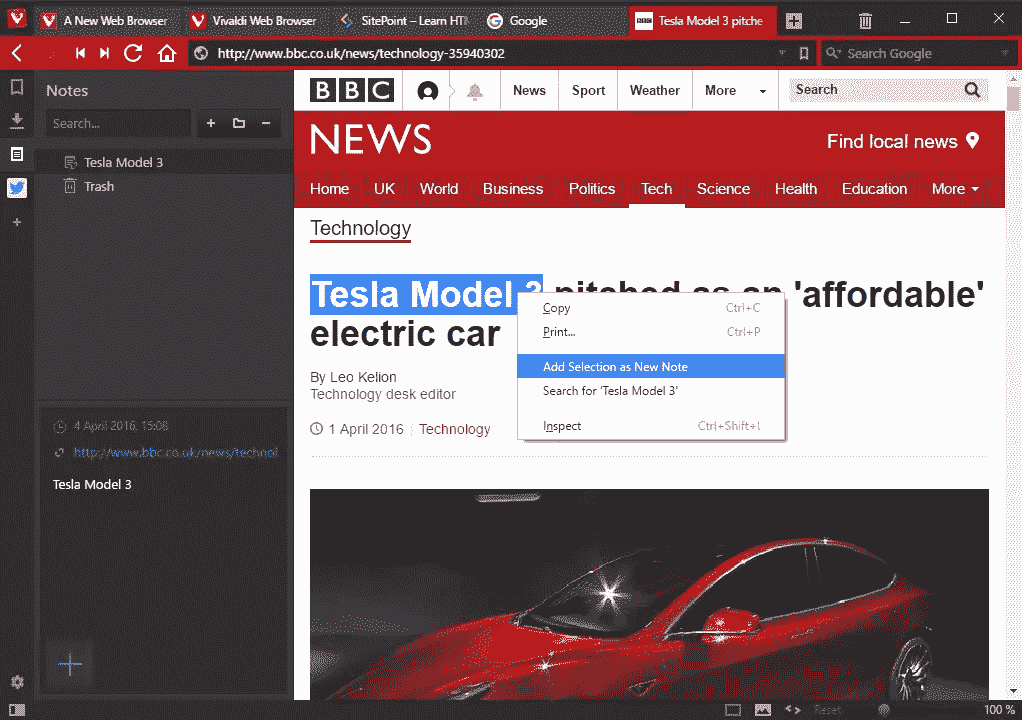 A New Web Browser
Vivaldi Web Browser
SitePoint – Learn HTM
Google
BBC
Tesla Model 3 pitche
http://www.bbc.co.uk/news/technology-35940302
Search Google
Notes
Search...
Tesla Model 3
Trash
4 April 2016, 15:08
http://www.bbc.co.uk/news/technol
Tesla Model 3
BBC
News
Sport
Weather
More
Search
NEWS
Find local news
Home
UK
World
Business
Politics
Tech
Science
Health
Education
More
Technology
Tesla Model 3 pitched as an 'affordable'
electric car
By Leo Kelion
Technology desk editor
1 April 2016
Technology
Copy Ctrl+C
Print... Ctrl+P
Add Selection as New Note
Search for 'Tesla Model 3'
Inspect Ctrl+Shift+I
Reset
100 %